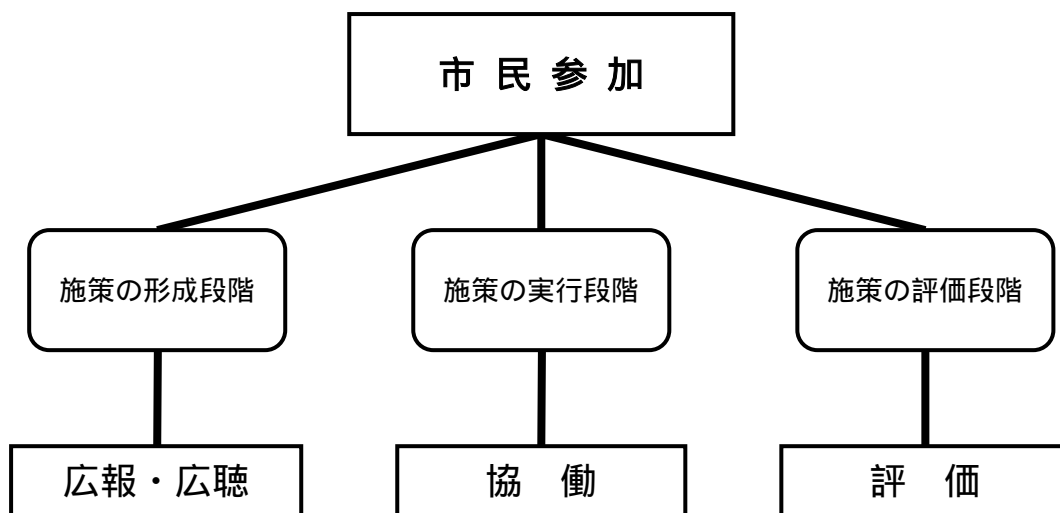 市民参加
施策の形成段階
施策の実行段階
施策の評価段階
広報・広聴
協 働
評 価